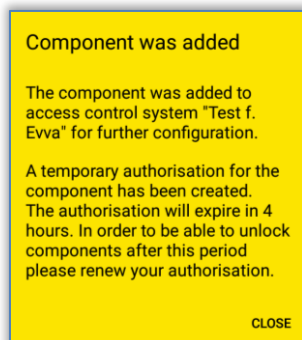 Component was added
The component was added to
access control system "Test f.
Evva" for further configuration.
A temporary authorisation for the
component has been created.
The authorisation will expire in 4
hours. In order to be able to unlock
components after this period
please renew your authorisation.
CLOSE